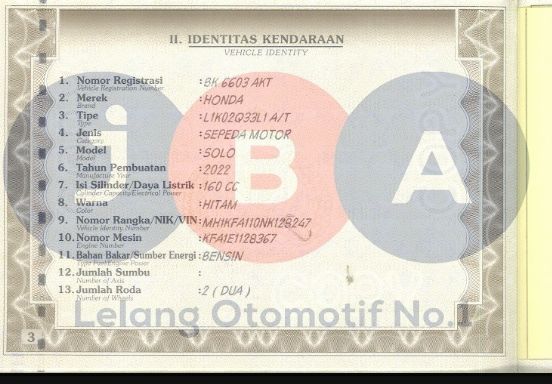 II. IDENTITAS KENDARAAN
VEHICLE IDENTITY
1. Nomor Registrasi : BK 6603 AKT
Vehicle Registration Number
2. Merek : HONDA
Brand
3. Tipe : L1K02Q33L1 A/T
Type
4. Jenis : SEPEDA MOTOR
Category
5. Model : SOLO
Model
6. Tahun Pembuatan : 2022
Manufacture Year
7. Isi Silinder/Daya Listrik : 160 CC
Cylinder Capacity/Electrical Power
8. Warna : HITAM
Color
9. Nomor Rangka/NIK/VIN : MH1KFA110NK128247
Vehicle Identity Number
10. Nomor Mesin : KFA1E1128367
Engine Number
11. Bahan Bakar/Sumber Energi : BENSIN
12. Jumlah Sumbu :
Number of Axis
13. Jumlah Roda : 2 ( DUA )
Number of Wheels
iBA
Lelang Otomotif No.1
3